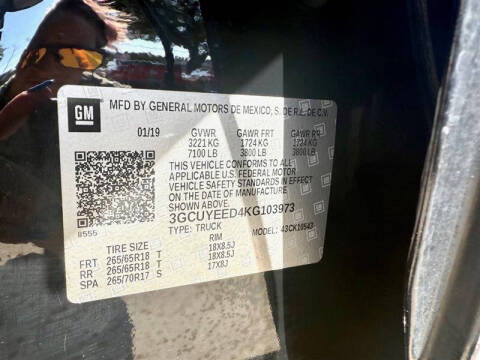 GM
MFD BY GENERAL MOTORS DE MEXICO, S. DE R.L. DE C.V.
01/19 GVWR GAWR FRT GAWR RR
3221 KG 1724 KG 1724 KG
7100 LB 3800 LB 3800 LB
THIS VEHICLE CONFORMS TO ALL
APPLICABLE U.S. FEDERAL MOTOR
VEHICLE SAFETY STANDARDS IN EFFECT
ON THE DATE OF MANUFACTURE
SHOWN ABOVE.
3GCUYEED4KG103973
8555 TYPE: TRUCK MODEL: 43CK10543
TIRE SIZE RIM
FRT 265/65R18 T 18X8.5J
RR 265/65R18 T 18X8.5J
SPA 265/70R17 S 17X8J